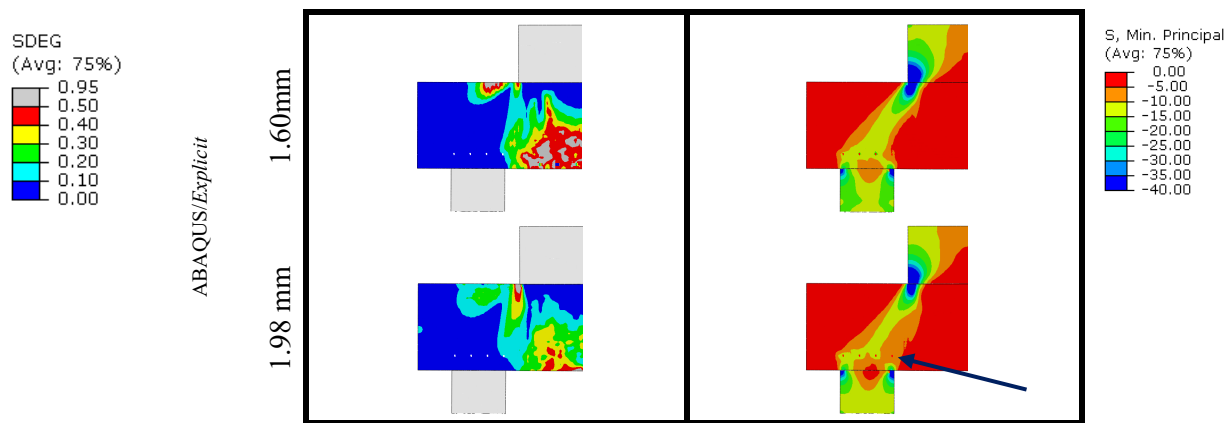 SDEG
(Avg: 75%)
0.95
0.50
0.40
0.30
0.20
0.10
0.00
ABAQUS/Explicit
1.60mm
1.98 mm
S, Min. Principal
(Avg: 75%)
0.00
-5.00
-10.00
-15.00
-20.00
-25.00
-30.00
-35.00
-40.00